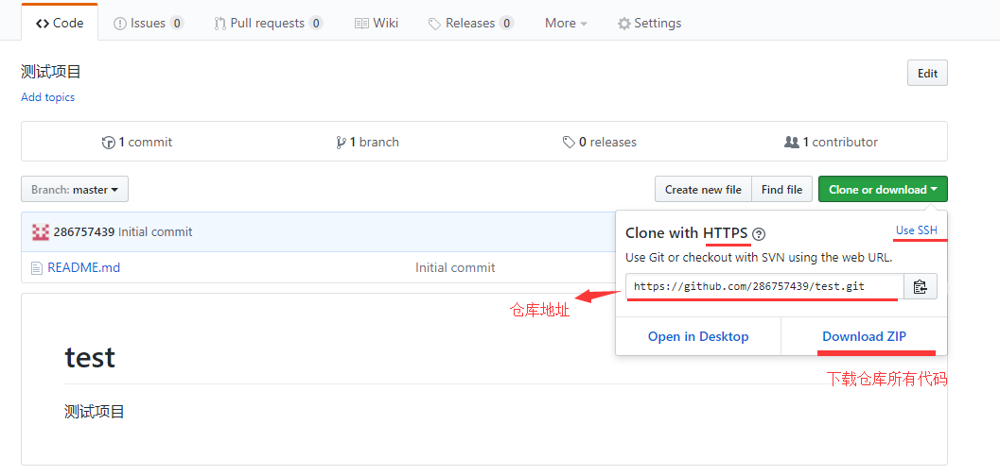 Code Issues 0 Pull requests 0 Wiki Releases 0 More Settings
测试项目
Edit
Add topics
1 commit 1 branch 0 releases 1 contributor
Branch: master Create new file Find file Clone or download
286757439 Initial commit
README.md Initial commit
Clone with HTTPS ? Use SSH
Use Git or checkout with SVN using the web URL.
https://github.com/286757439/test.git
仓库地址
Open in Desktop Download ZIP
下载仓库所有代码
test
测试项目